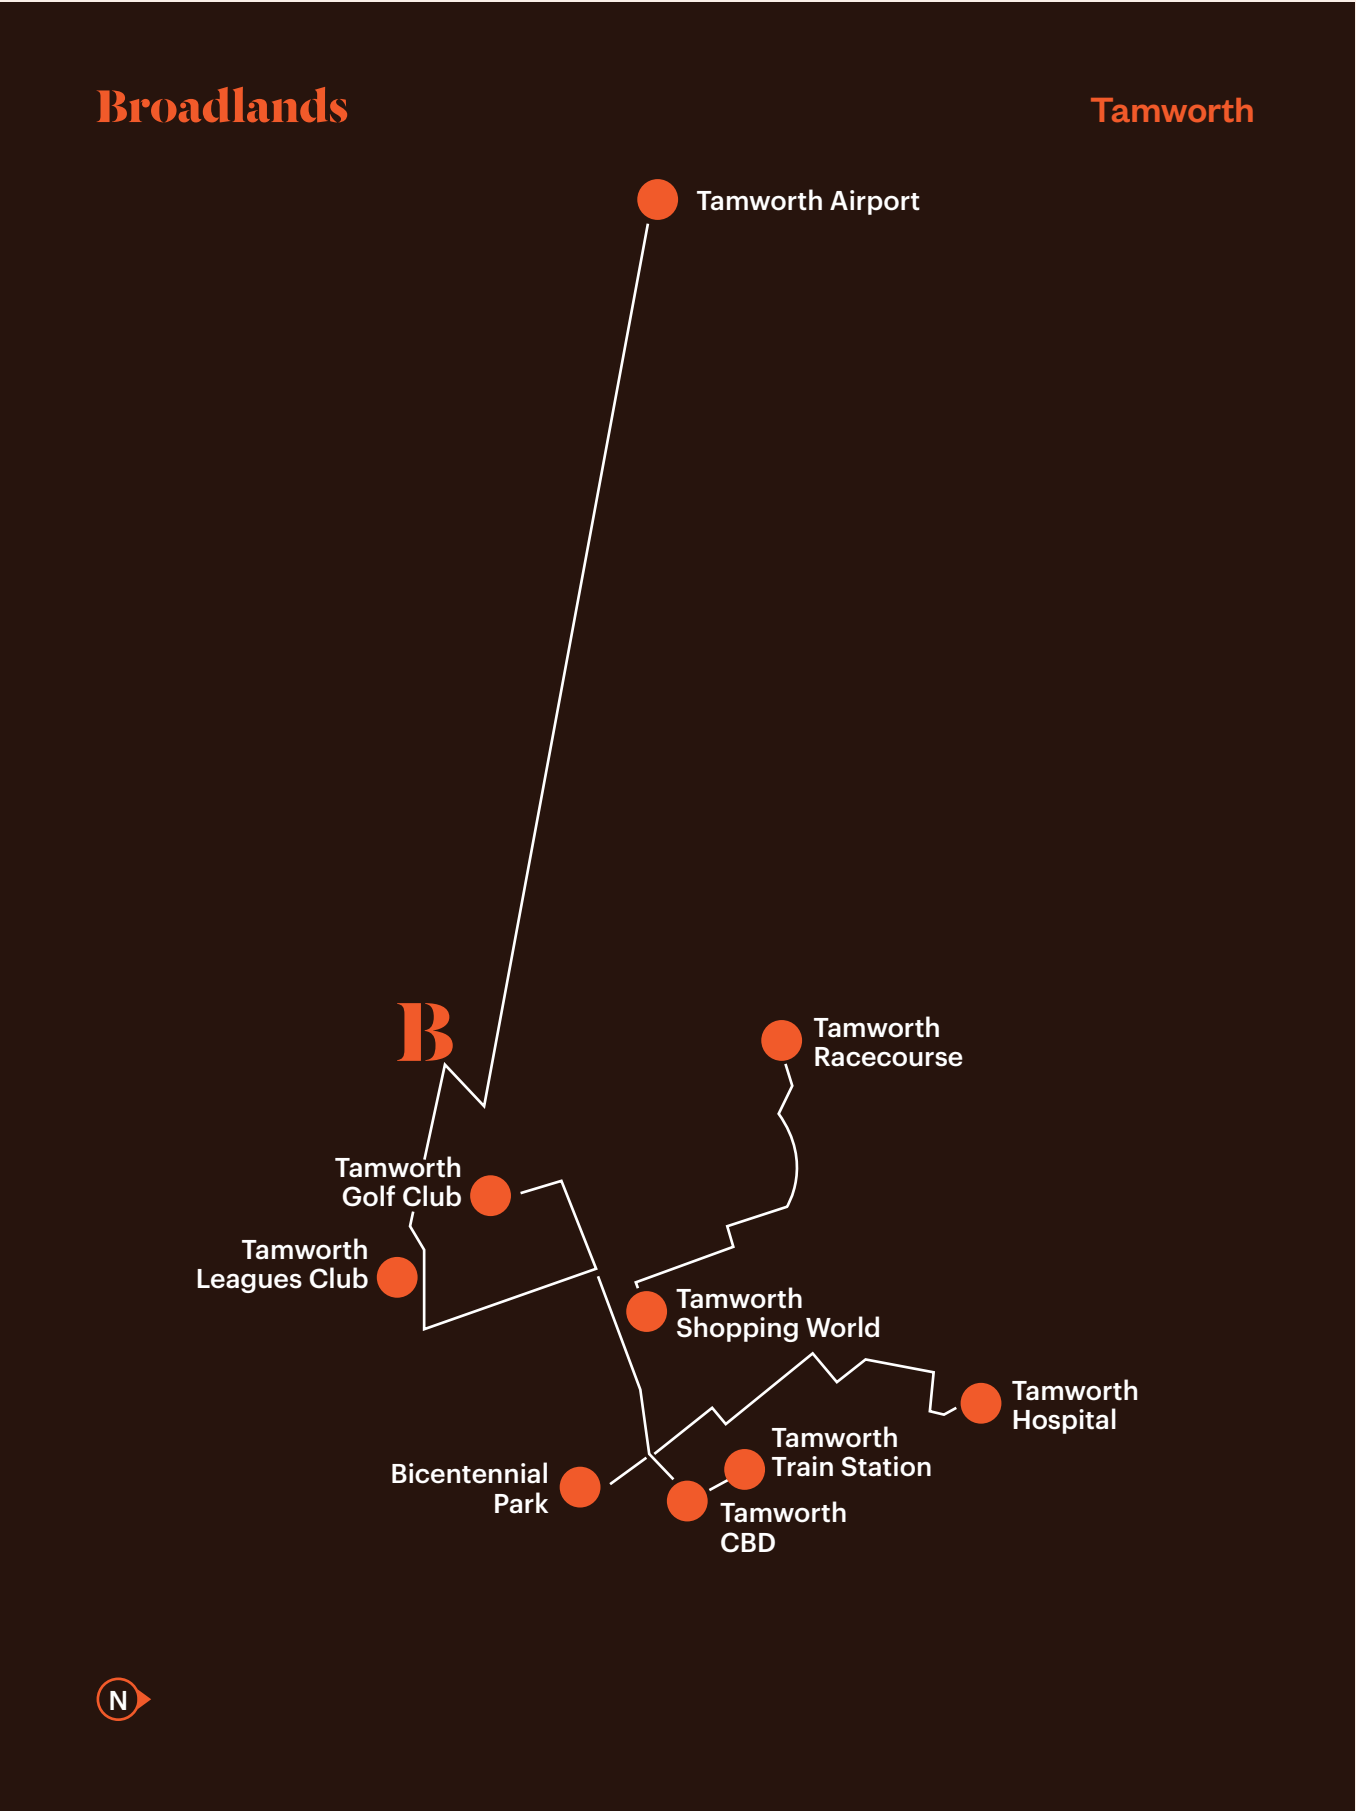 Broadlands
Tamworth
Tamworth Airport
B
Tamworth
Racecourse
Tamworth
Golf Club
Tamworth
Leagues Club
Tamworth
Shopping World
Tamworth
Hospital
Tamworth
Train Station
Bicentennial
Park
Tamworth
CBD
N